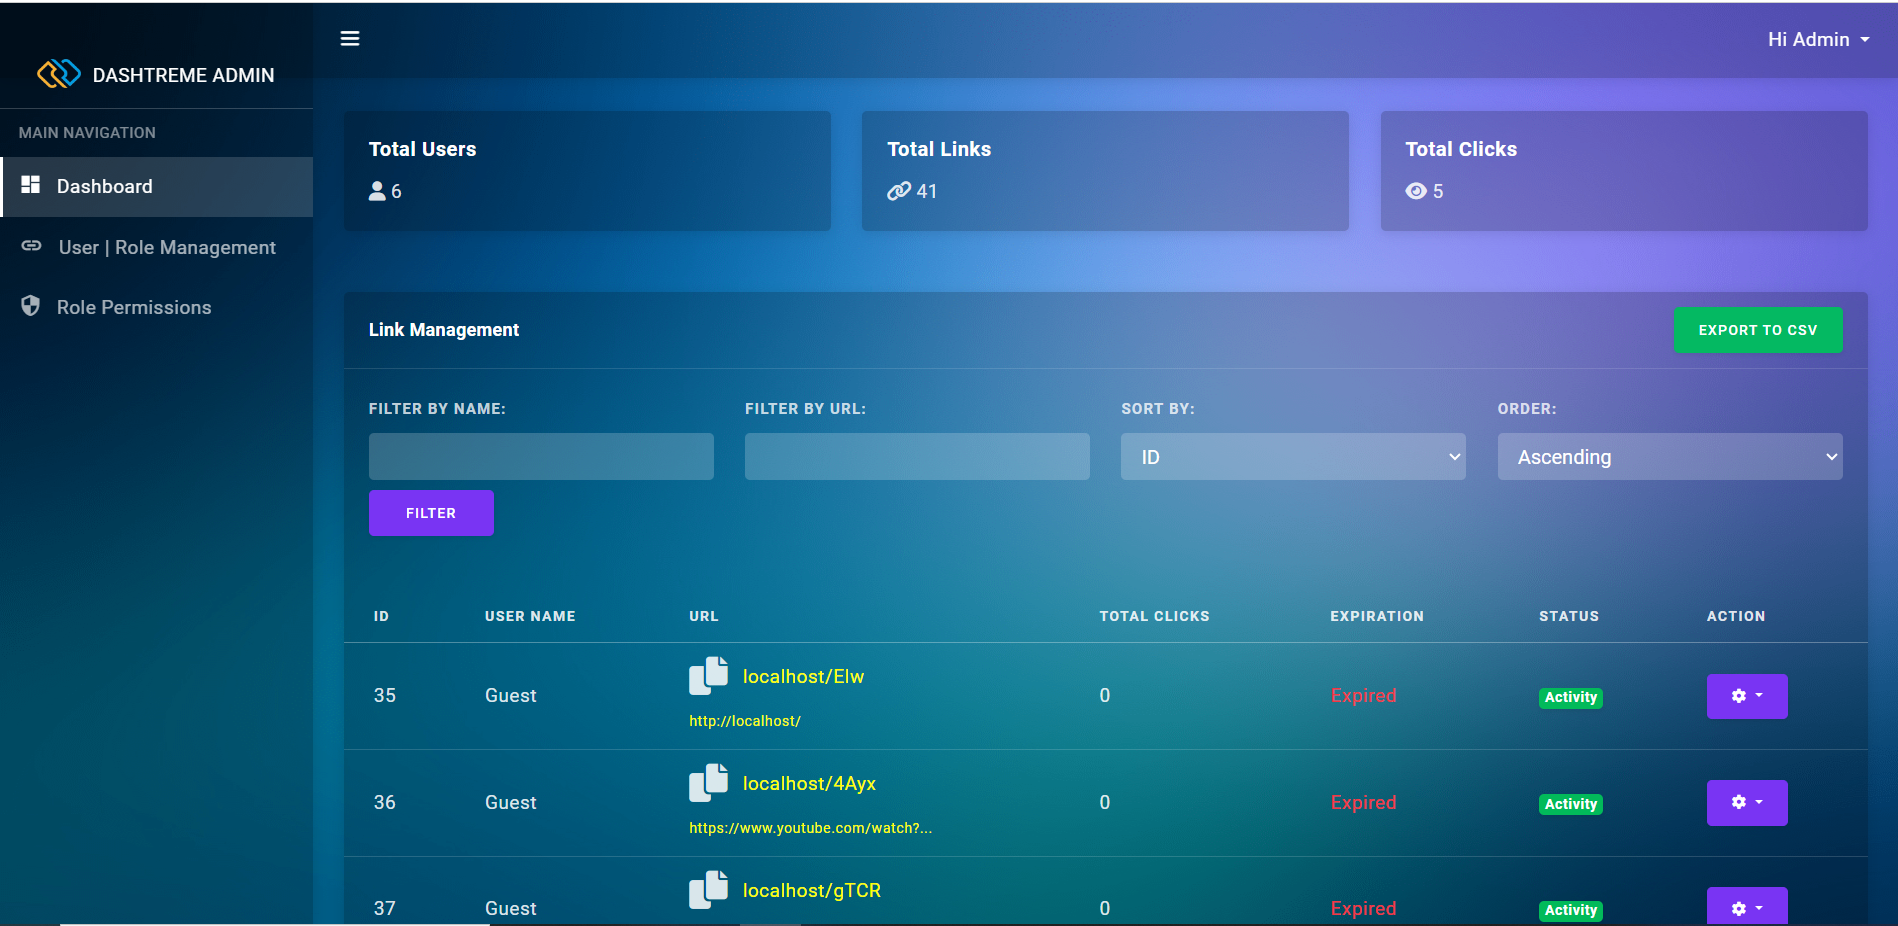 Hi Admin
DASHTREME ADMIN
MAIN NAVIGATION
Dashboard
User | Role Management
Role Permissions
Total Users
6
Total Links
41
Total Clicks
5
Link Management
EXPORT TO CSV
FILTER BY NAME:
FILTER BY URL:
SORT BY:
ORDER:
ID
Ascending
FILTER
ID USER NAME URL TOTAL CLICKS EXPIRATION STATUS ACTION
35 Guest localhost/Elw 0 Expired Activity
http://localhost/
36 Guest localhost/4Ayx 0 Expired Activity
https://www.youtube.com/watch?...
37 Guest localhost/gTCR 0 Expired Activity